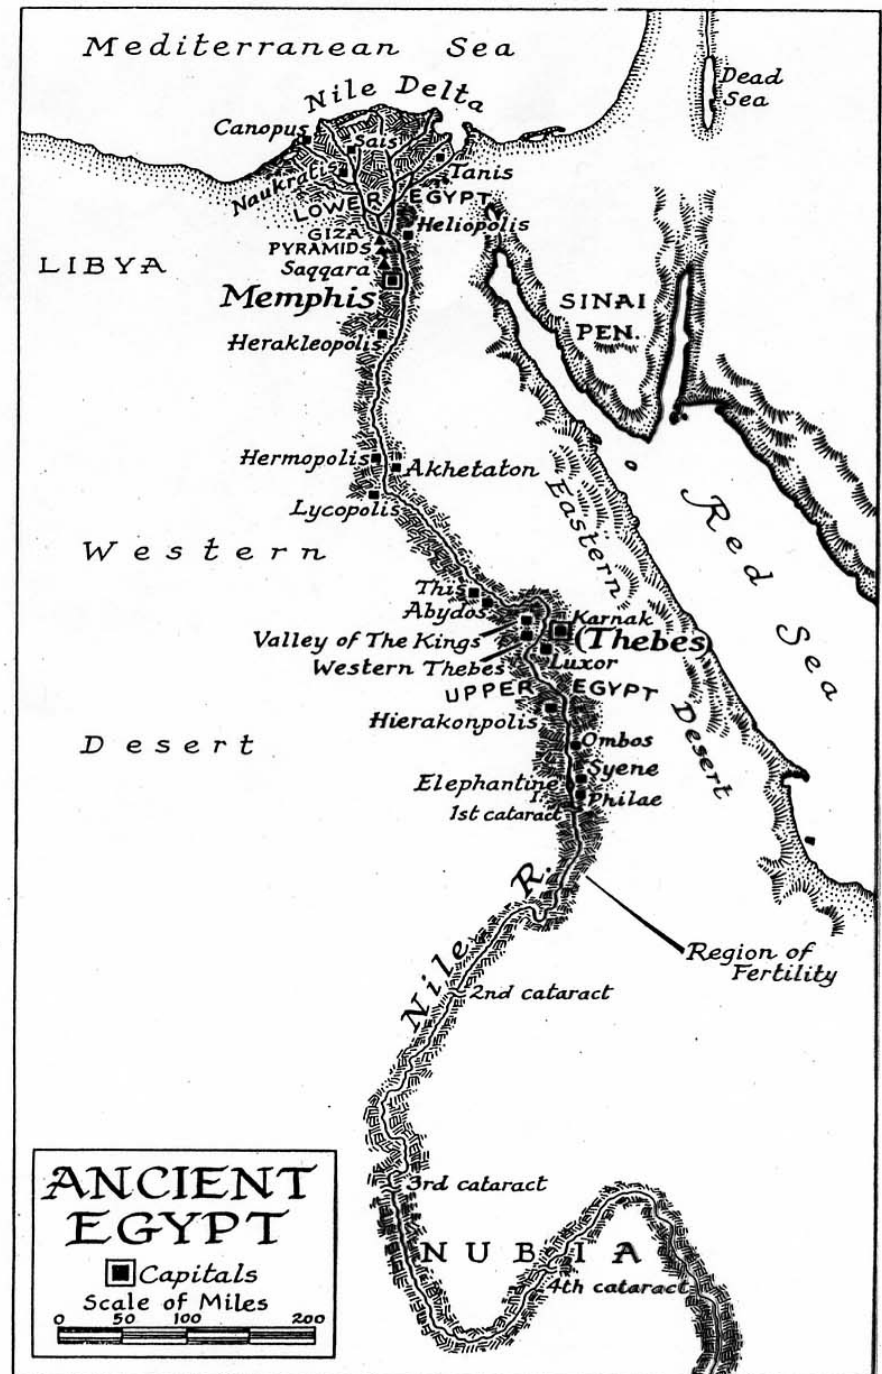 Mediterranean Sea
Nile Delta
Dead
Sea
Canopus
Sais
Naukratis
Tanis
LOWER EGYPT
GIZA
PYRAMIDS
Heliopolis
Saqqara
LIBYA
Memphis
SINAI
PEN.
Herakleopolis
Hermopolis
Akhetaton
Lycopolis
Western
Desert
Eastern
Desert
Red Sea
This
Abydos
Karnak
(Thebes)
Valley of The Kings
Western Thebes
Luxor
UPPER EGYPT
Hierakonpolis
Ombos
Syene
Elephantine
I.
Philae
1st cataract
Nile R.
Region of
Fertility
2nd cataract
3rd cataract
NUBIA
4th cataract
ANCIENT
EGYPT
Capitals
Scale of Miles
0 50 100 200